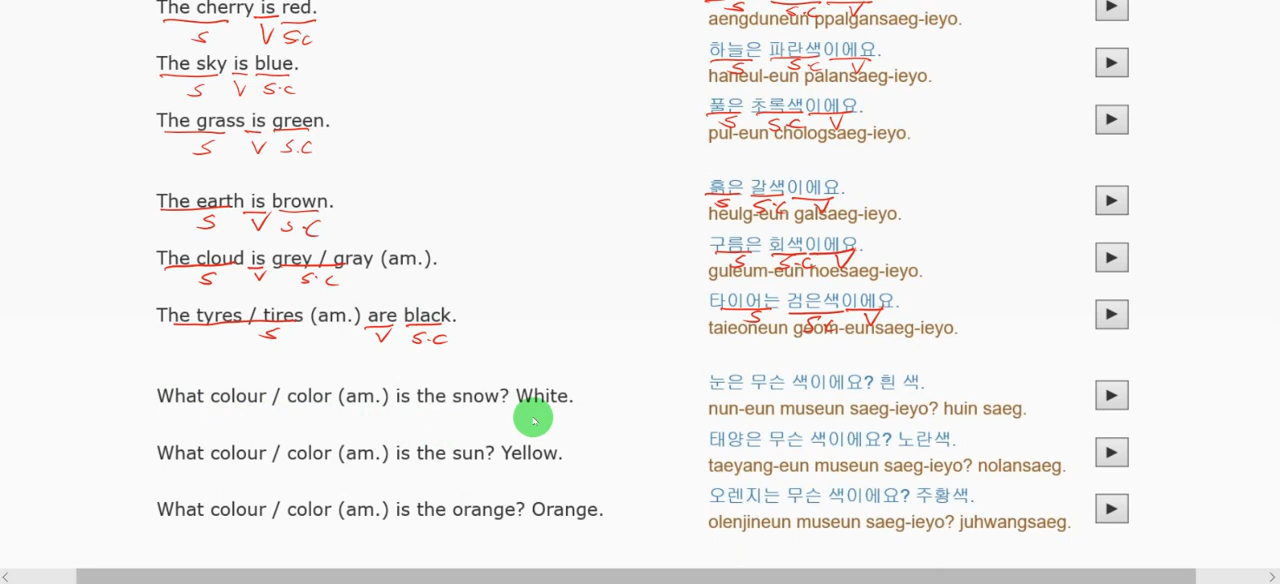 The cherry is red.
S V S.C
aengduneun ppalgansaeg-ieyo.
S.C
The sky is blue.
S V S.C
하늘은 파란색이에요.
S S.C V
haneul-eun palansaeg-ieyo.
The grass is green.
S V S.C
풀은 초록색이에요.
S S.C V
pul-eun chologsaeg-ieyo.
The earth is brown.
S V S.C
흙은 갈색이에요.
S S.C V
heulg-eun galsaeg-ieyo.
The cloud is grey / gray (am.).
S V S.C
구름은 회색이에요.
S S.C V
guleum-eun hoesaeg-ieyo.
The tyres / tires (am.) are black.
S V S.C
타이어는 검은색이에요.
S S.C V
taieoneun geom-eunsaeg-ieyo.
What colour / color (am.) is the snow? White.
눈은 무슨 색이에요? 흰 색.
nun-eun museun saeg-ieyo? huin saeg.
What colour / color (am.) is the sun? Yellow.
태양은 무슨 색이에요? 노란색.
taeyang-eun museun saeg-ieyo? nolansaeg.
What colour / color (am.) is the orange? Orange.
오렌지는 무슨 색이에요? 주황색.
olenjineun museun saeg-ieyo? juhwangsaeg.